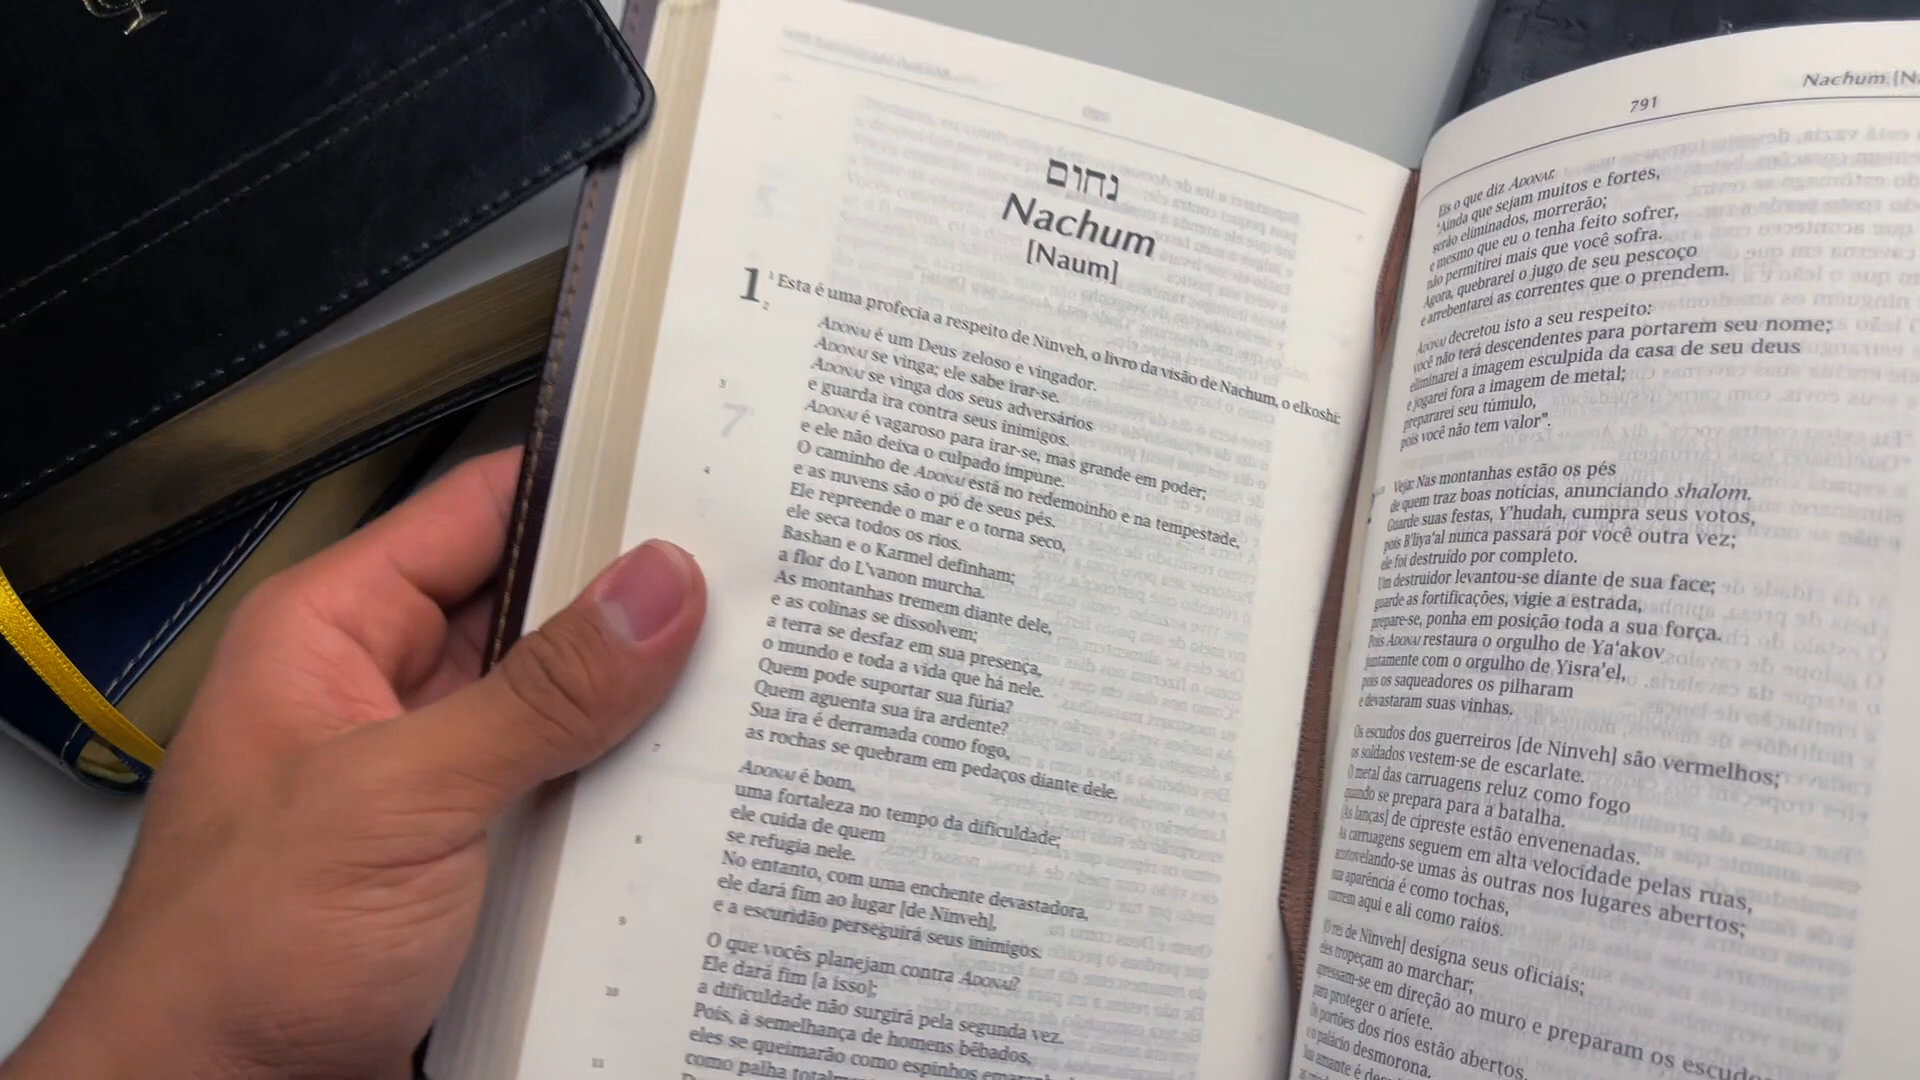 נחום
Nachum
[Naum]
1 1 Esta é uma profecia a respeito de Ninveh, o livro da visão de Nachum, o elkoshi:
2 ADONAI é um Deus zeloso e vingador.
ADONAI se vinga; ele sabe irar-se.
ADONAI se vinga dos seus adversários
e guarda ira contra seus inimigos.
3 ADONAI é vagaroso para irar-se, mas grande em poder;
e ele não deixa o culpado impune.
O caminho de ADONAI está no redemoinho e na tempestade,
e as nuvens são o pó de seus pés.
4 Ele repreende o mar e o torna seco,
ele seca todos os rios.
Bashan e o Karmel definham;
a flor do L'vanon murcha.
As montanhas tremem diante dele,
e as colinas se dissolvem;
a terra se desfaz em sua presença,
o mundo e toda a vida que há nele.
Quem pode suportar sua fúria?
Quem aguenta sua ira ardente?
Sua ira é derramada como fogo,
as rochas se quebram em pedaços diante dele.
7 ADONAI é bom,
uma fortaleza no tempo da dificuldade;
ele cuida de quem
se refugia nele.
8 No entanto, com uma enchente devastadora,
ele dará fim ao lugar [de Ninveh],
e a escuridão perseguirá seus inimigos.
9 O que vocês planejam contra ADONAI?
Ele dará fim [a isso];
a dificuldade não surgirá pela segunda vez.
10 Pois, à semelhança de homens bêbados,
eles se queimarão como espinhos
11 como palha
791
Nachum
Eis o que diz ADONAI:
"Ainda que sejam muitos e fortes,
serão eliminados, morrerão;
e mesmo que eu o tenha feito sofrer,
não permitirei mais que você sofra.
Agora, quebrarei o jugo de seu pescoço
e arrebentarei as correntes que o prendem.
ADONAI decretou isto a seu respeito:
você não terá descendentes para portarem seu nome;
eliminarei a imagem esculpida da casa de seu deus
e jogarei fora a imagem de metal;
prepararei seu túmulo,
pois você não tem valor".
Veja: Nas montanhas estão os pés
de quem traz boas notícias, anunciando shalom.
Guarde suas festas, Y'hudah, cumpra seus votos,
pois B'liya'al nunca passará por você outra vez;
ele foi destruído por completo.
Um destruidor levantou-se diante de sua face;
guarde as fortificações, vigie a estrada,
prepare-se, ponha em posição toda a sua força.
Pois ADONAI restaura o orgulho de Ya'akov
juntamente com o orgulho de Yisra'el,
pois os saqueadores os pilharam
e devastaram suas vinhas.
Os escudos dos guerreiros [de Ninveh] são vermelhos;
os soldados vestem-se de escarlate.
O metal das carruagens reluz como fogo
quando se prepara para a batalha.
[As lanças] de cipreste estão envenenadas.
As carruagens seguem em alta velocidade pelas ruas,
acotovelando-se umas às outras nos lugares abertos;
sua aparência é como tochas,
correm aqui e ali como raios.
[O rei de Ninveh] designa seus oficiais;
eles tropeçam ao marchar;
apressam-se em direção ao muro e preparam os
para proteger o aríete.
Os portões dos rios estão abertos,
e o palácio desmorona.